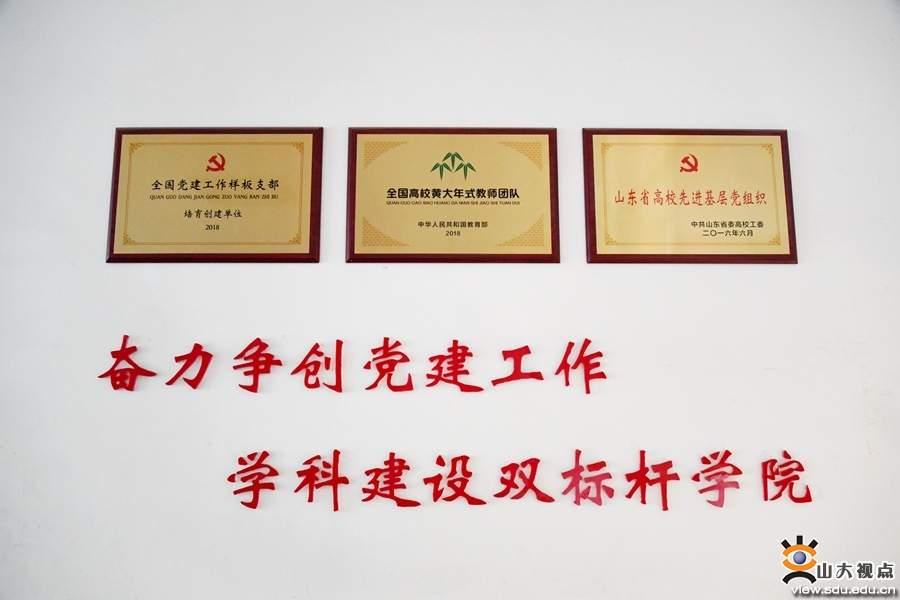 全国党建工作样板支部
QUAN GUO DANG JIAN GONG ZUO YANG BAN ZHI BU
培育创建单位
2018
全国高校黄大年式教师团队
QUAN GUO GAO XIAO HUANG DA NIAN SHI JIAO SHI TUAN DUI
中华人民共和国教育部
2018
山东省高校先进基层党组织
中共山东省委高校工委
二〇一六年六月
奋力争创党建工作
学科建设双标杆学院
山大视点
view.sdu.edu.cn